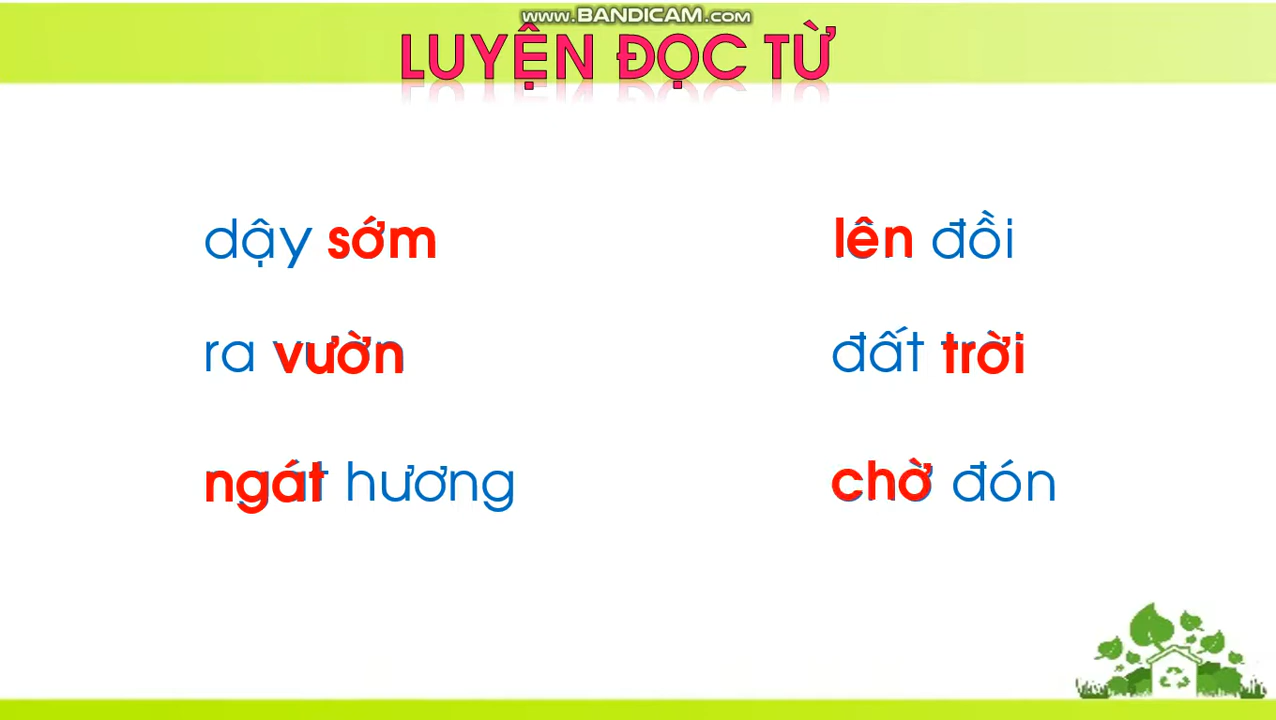 www.BANDICAM.com
LUYỆN ĐỌC TỪ
dậy sớm
lên đồi
ra vườn
đất trời
ngát hương
chờ đón